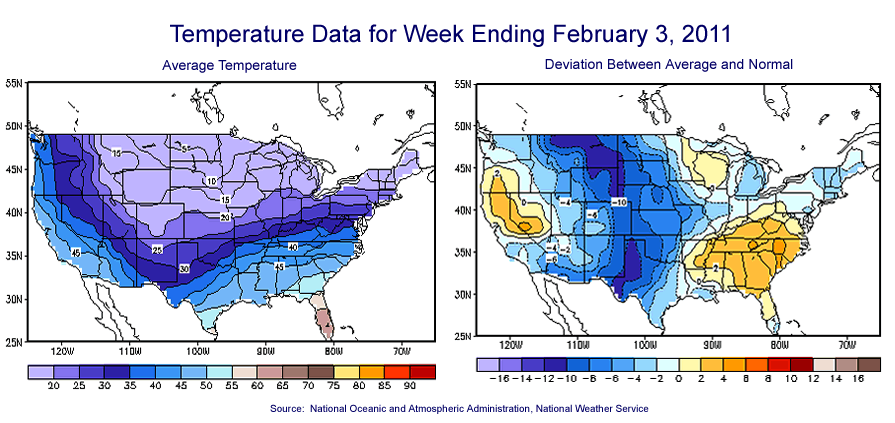 Temperature Data for Week Ending February 3, 2011
Average Temperature
Deviation Between Average and Normal
55N
50N
45N
40N
35N
30N
25N
15
5
10
15
20
25
30
40
45
45
120W 110W 100W 90W 80W 70W
20 25 30 35 40 45 50 55 60 65 70 75 80 85 90
55N
50N
45N
40N
35N
30N
25N
2
0
-4
-10
-6
-4
-2
-6
2
120W 110W 100W 90W 80W 70W
-16 -14 -12 -10 -8 -6 -4 -2 0 2 4 6 8 10 12 14 16
Source: National Oceanic and Atmospheric Administration, National Weather Service